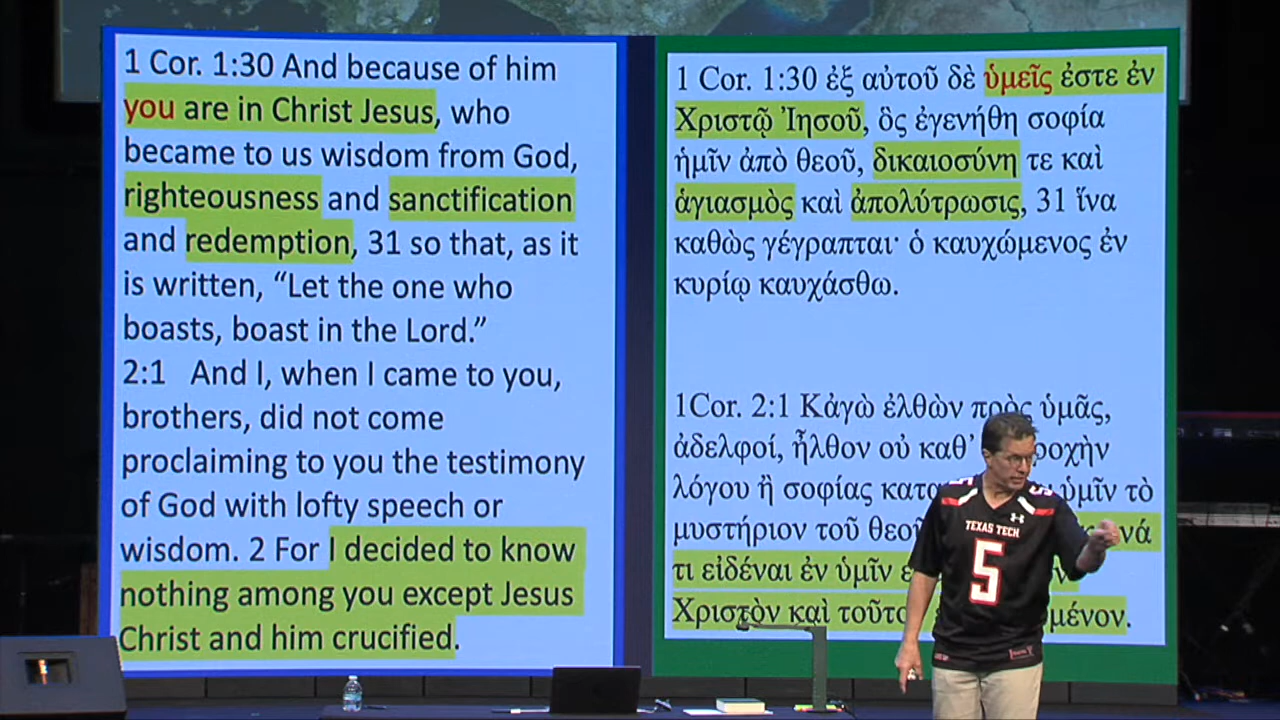 1 Cor. 1:30 And because of him
you are in Christ Jesus, who
became to us wisdom from God,
righteousness and sanctification
and redemption, 31 so that, as it
is written, “Let the one who
boasts, boast in the Lord.”
2:1 And I, when I came to you,
brothers, did not come
proclaiming to you the testimony
of God with lofty speech or
wisdom. 2 For I decided to know
nothing among you except Jesus
Christ and him crucified.
1 Cor. 1:30 ἐξ αὐτοῦ δὲ ὑμεῖς ἐστε ἐν
Χριστῷ Ἰησοῦ, ὃς ἐγενήθη σοφία
ἡμῖν ἀπὸ θεοῦ, δικαιοσύνη τε καὶ
ἁγιασμὸς καὶ ἀπολύτρωσις, 31 ἵνα
καθὼς γέγραπται· ὁ καυχώμενος ἐν
κυρίῳ καυχάσθω.
1Cor. 2:1 Κἀγὼ ἐλθὼν πρὸς ὑμᾶς,
ἀδελφοί, ἦλθον οὐ καθ’ ροχὴν
λόγου ἢ σοφίας κατα ὑμῖν τὸ
μυστήριον τοῦ θεοῦ νά
τι εἰδέναι ἐν ὑμῖν
Χριστὸν καὶ τοῦτο μένον.
TEXAS TECH
5